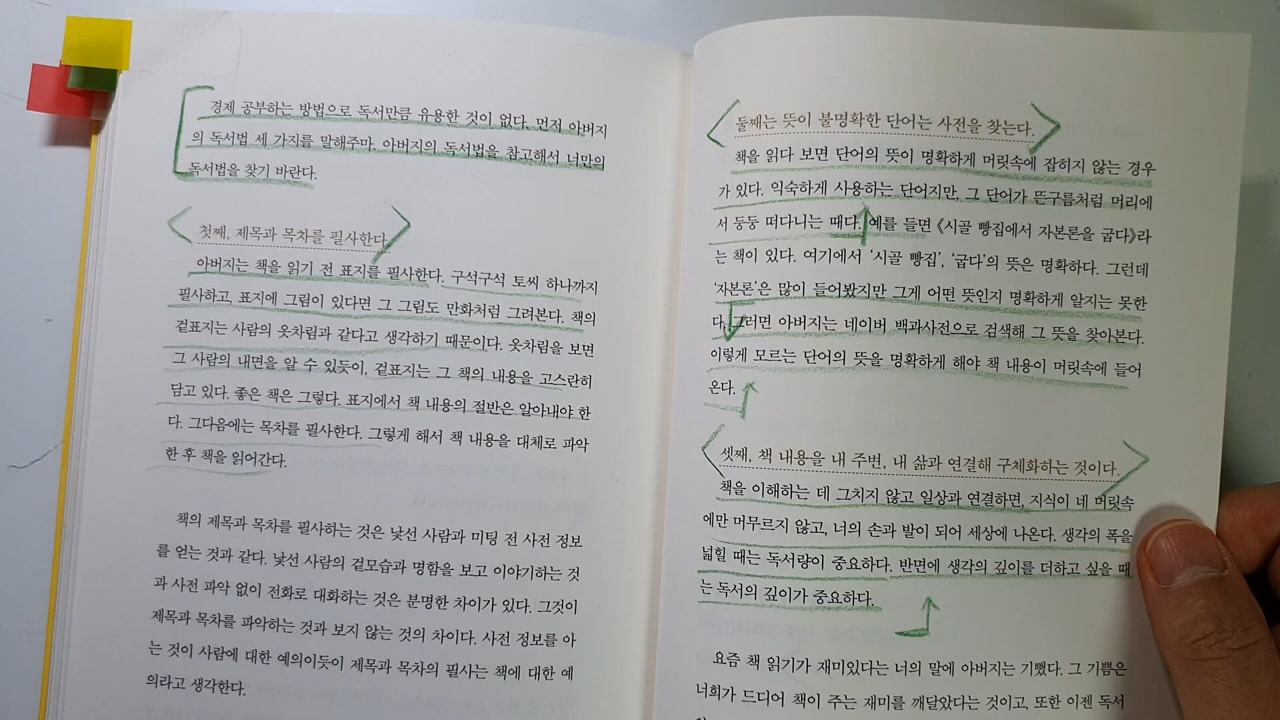 경제 공부하는 방법으로 독서만큼 유용한 것이 없다. 먼저 아버지
의 독서법 세 가지를 말해주마. 아버지의 독서법을 참고해서 너만의
독서법을 찾기 바란다.
첫째, 제목과 목차를 필사한다.
아버지는 책을 읽기 전 표지를 필사한다. 구석구석 토씨 하나까지
필사하고, 표지에 그림이 있다면 그 그림도 만화처럼 그려본다. 책의
겉표지는 사람의 옷차림과 같다고 생각하기 때문이다. 옷차림을 보면
그 사람의 내면을 알 수 있듯이, 겉표지는 그 책의 내용을 고스란히
담고 있다. 좋은 책은 그렇다. 표지에서 책 내용의 절반은 알아내야 한
다. 그다음에는 목차를 필사한다. 그렇게 해서 책 내용을 대체로 파악
한 후 책을 읽어간다.
책의 제목과 목차를 필사하는 것은 낯선 사람과 미팅 전 사전 정보
를 얻는 것과 같다. 낯선 사람의 겉모습과 명함을 보고 이야기하는 것
과 사전 파악 없이 전화로 대화하는 것은 분명한 차이가 있다. 그것이
제목과 목차를 파악하는 것과 보지 않는 것의 차이다. 사전 정보를 아
는 것이 사람에 대한 예의이듯이 제목과 목차의 필사는 책에 대한 예
의라고 생각한다.
둘째는 뜻이 불명확한 단어는 사전을 찾는다.
책을 읽다 보면 단어의 뜻이 명확하게 머릿속에 잡히지 않는 경우
가 있다. 익숙하게 사용하는 단어지만, 그 단어가 뜬구름처럼 머리에
서 둥둥 떠다니는 때다. 예를 들면 《시골 빵집에서 자본론을 굽다》라
는 책이 있다. 여기에서 ‘시골 빵집’, ‘굽다’의 뜻은 명확하다. 그런데
‘자본론’은 많이 들어봤지만 그게 어떤 뜻인지 명확하게 알지는 못한
다. 그러면 아버지는 네이버 백과사전으로 검색해 그 뜻을 찾아본다.
이렇게 모르는 단어의 뜻을 명확하게 해야 책 내용이 머릿속에 들어
온다.
셋째, 책 내용을 내 주변, 내 삶과 연결해 구체화하는 것이다.
책을 이해하는 데 그치지 않고 일상과 연결하면, 지식이 네 머릿속
에만 머무르지 않고, 너의 손과 발이 되어 세상에 나온다. 생각의 폭을
넓힐 때는 독서량이 중요하다. 반면에 생각의 깊이를 더하고 싶을 때
는 독서의 깊이가 중요하다.
요즘 책 읽기가 재미있다는 너의 말에 아버지는 기뻤다. 그 기쁨은
너희가 드디어 책이 주는 재미를 깨달았다는 것이고, 또한 이젠 독서